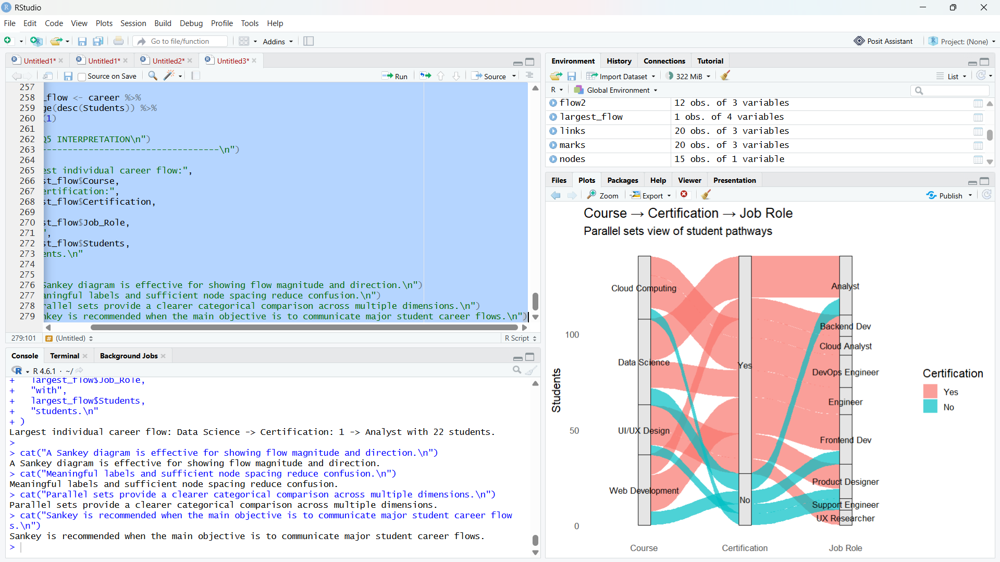 RStudio
File Edit Code View Plots Session Build Debug Profile Tools Help
Go to file/function Addins Posit Assistant Project: (None)
Untitled1* Untitled1* Untitled2* Untitled3*
Source on Save Run Source
257
258 _flow <- career %>%
259 ge(desc(Students)) %>%
260 (1)
261
262 Q5 INTERPRETATION\n")
263 ----------------------------------\n")
264
265 est individual career flow:",
266 st_flow$Course,
267 ertification:",
268 st_flow$Certification,
269
270 st_flow$Job_Role,
271 ",
272 st_flow$Students,
273 ents.\n"
274
275
276 Sankey diagram is effective for showing flow magnitude and direction.\n")
277 aningful labels and sufficient node spacing reduce confusion.\n")
278 rallel sets provide a clearer categorical comparison across multiple dimensions.\n")
279 nkey is recommended when the main objective is to communicate major student career flows.\n")
279:101 # (Untitled) R Script
Console Terminal Background Jobs
R R 4.6.1 · ~/
+ largest_flow$Job_Role,
+ "with",
+ largest_flow$Students,
+ "students.\n"
+ )
Largest individual career flow: Data Science -> Certification: 1 -> Analyst with 22 students.
>
> cat("A Sankey diagram is effective for showing flow magnitude and direction.\n")
A Sankey diagram is effective for showing flow magnitude and direction.
> cat("Meaningful labels and sufficient node spacing reduce confusion.\n")
Meaningful labels and sufficient node spacing reduce confusion.
> cat("Parallel sets provide a clearer categorical comparison across multiple dimensions.\n")
Parallel sets provide a clearer categorical comparison across multiple dimensions.
> cat("Sankey is recommended when the main objective is to communicate major student career flow
s.\n")
Sankey is recommended when the main objective is to communicate major student career flows.
>
Environment History Connections Tutorial
Import Dataset 322 MiB List
R Global Environment
flow2 12 obs. of 3 variables
largest_flow 1 obs. of 4 variables
links 20 obs. of 3 variables
marks 20 obs. of 3 variables
nodes 15 obs. of 1 variable
Files Plots Packages Help Viewer Presentation
Zoom Export Publish
Course → Certification → Job Role
Parallel sets view of student pathways
Students
100
50
0
Cloud Computing
Data Science
UI/UX Design
Web Development
Yes
No
Analyst
Backend Dev
Cloud Analyst
DevOps Engineer
Engineer
Frontend Dev
Product Designer
Support Engineer
UX Researcher
Course Certification Job Role
Certification
Yes
No